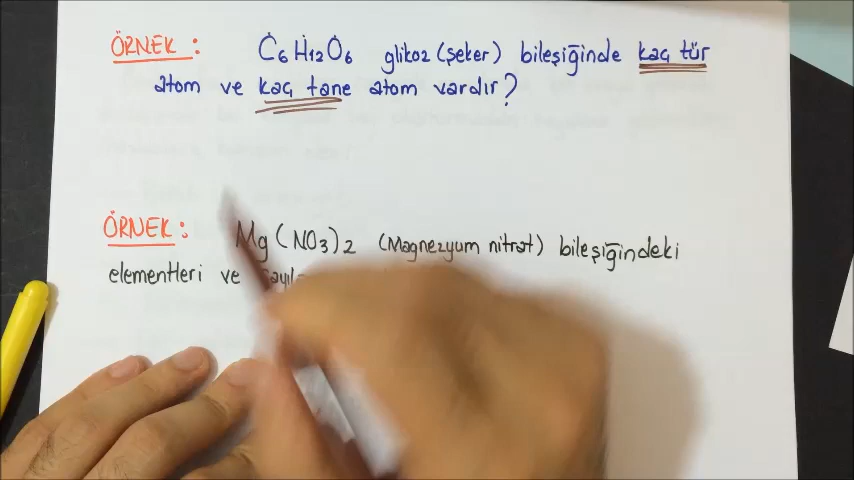 ÖRNEK : C₆H₁₂O₆ glikoz (şeker) bileşiğinde kaç tür
atom ve kaç tane atom vardır?
ÖRNEK : Mg(NO₃)₂ (Magnezyum nitrat) bileşiğindeki
elementleri ve